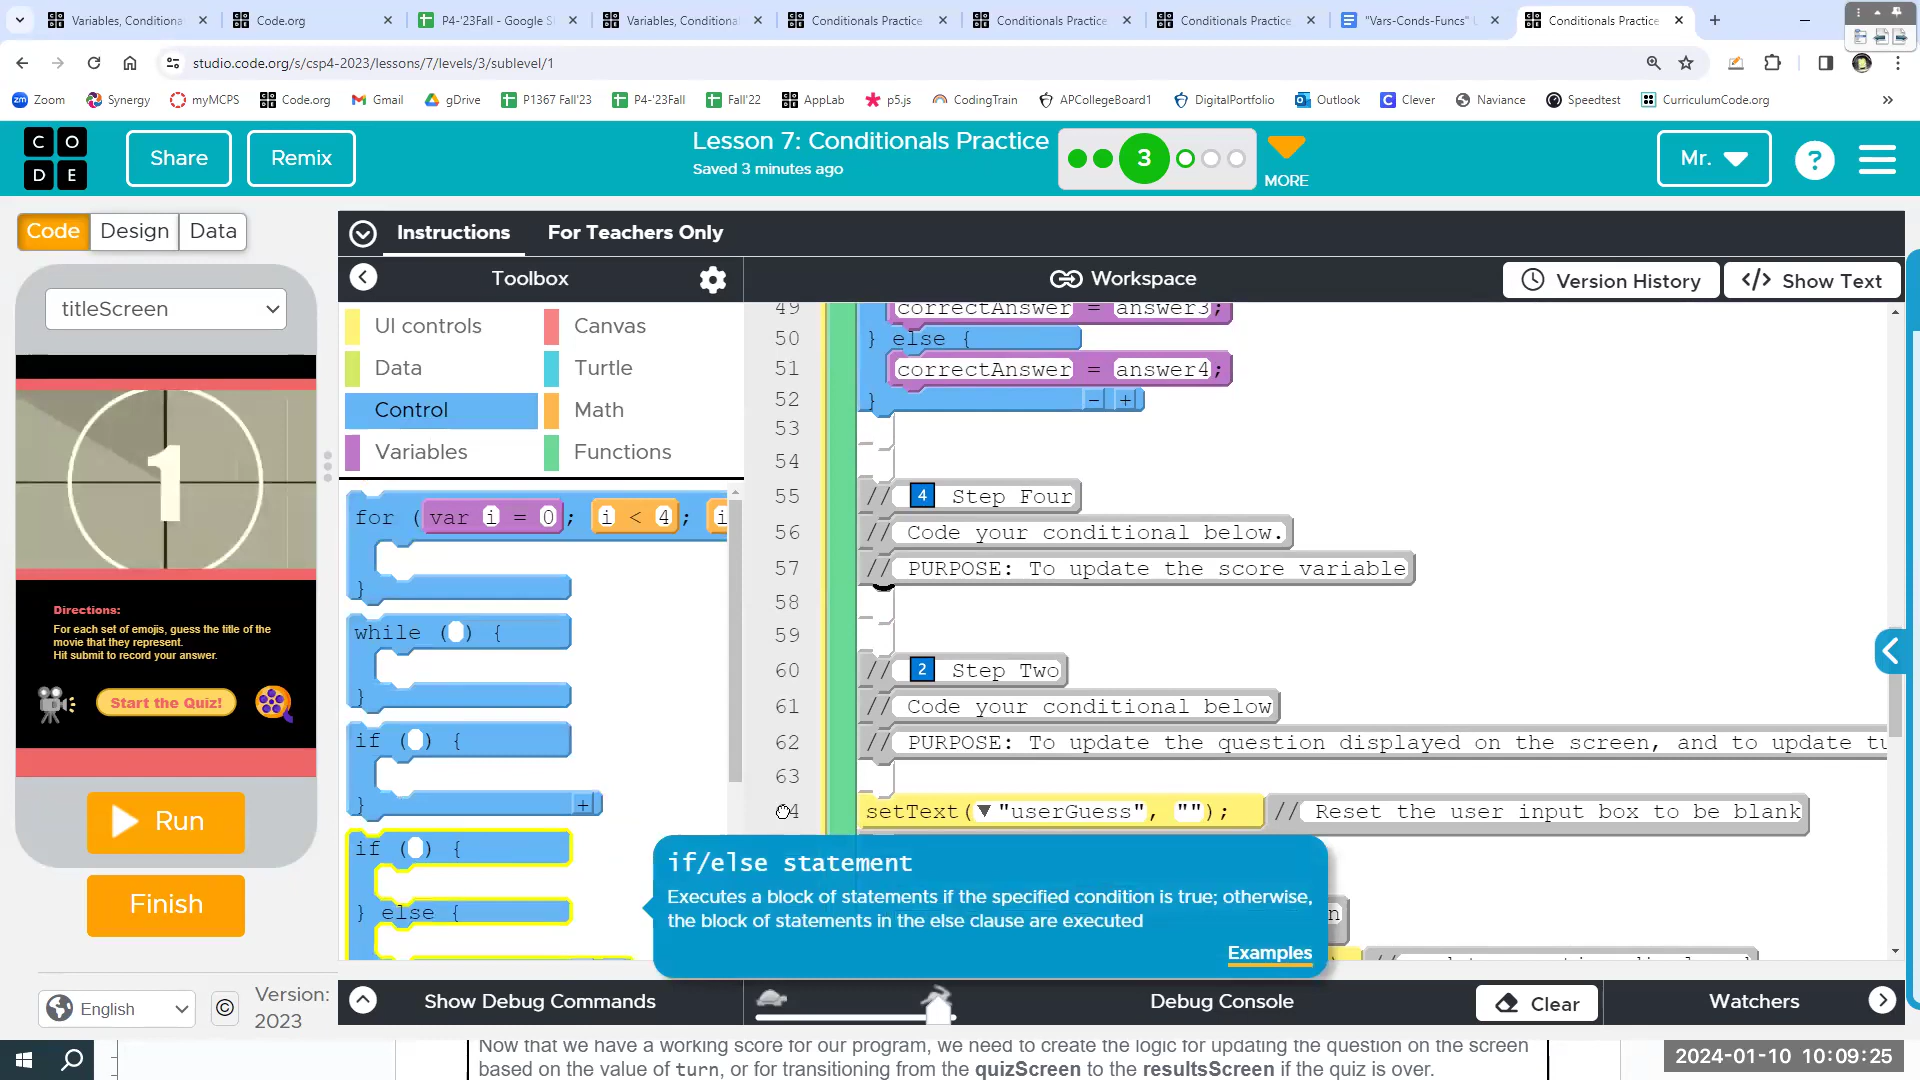 Variables, Conditiona
Code.org
P4-'23Fall - Google S
Variables, Conditional
Conditionals Practice
Conditionals Practice
Conditionals Practice
"Vars-Conds-Funcs"
Conditionals Practice
studio.code.org/s/csp4-2023/lessons/7/levels/3/sublevel/1
Zoom
Synergy
myMCPS
Code.org
Gmail
gDrive
P1367 Fall'23
P4-'23Fall
Fall'22
AppLab
p5.js
CodingTrain
APCollegeBoard1
DigitalPortfolio
Outlook
Clever
Naviance
Speedtest
CurriculumCode.org
C O D E
Share
Remix
Lesson 7: Conditionals Practice
Saved 3 minutes ago
3
MORE
Mr.
?
Code
Design
Data
Instructions
For Teachers Only
Toolbox
Workspace
Version History
</> Show Text
titleScreen
UI controls
Canvas
Data
Turtle
Control
Math
Variables
Functions
for ( var i = 0 ; i < 4 ; i
}
while ( ) {
}
if ( ) {
} +
if ( ) {
} else {
49 correctAnswer = answer3;
50 } else {
51 correctAnswer = answer4;
52 } - +
53
54
55 // 4 Step Four
56 // Code your conditional below.
57 // PURPOSE: To update the score variable
58
59
60 // 2 Step Two
61 // Code your conditional below
62 // PURPOSE: To update the question displayed on the screen, and to update tu
63
64 setText( "userGuess", "" ); // Reset the user input box to be blank
if/else statement
Executes a block of statements if the specified condition is true; otherwise,
the block of statements in the else clause are executed
Examples
n
1
Directions:
For each set of emojis, guess the title of the
movie that they represent.
Hit submit to record your answer.
Start the Quiz!
Run
Finish
English
©
Version:
2023
Show Debug Commands
Debug Console
Clear
Watchers
Now that we have a working score for our program, we need to create the logic for updating the question on the screen
based on the value of turn, or for transitioning from the quizScreen to the resultsScreen if the quiz is over.
2024-01-10 10:09:25